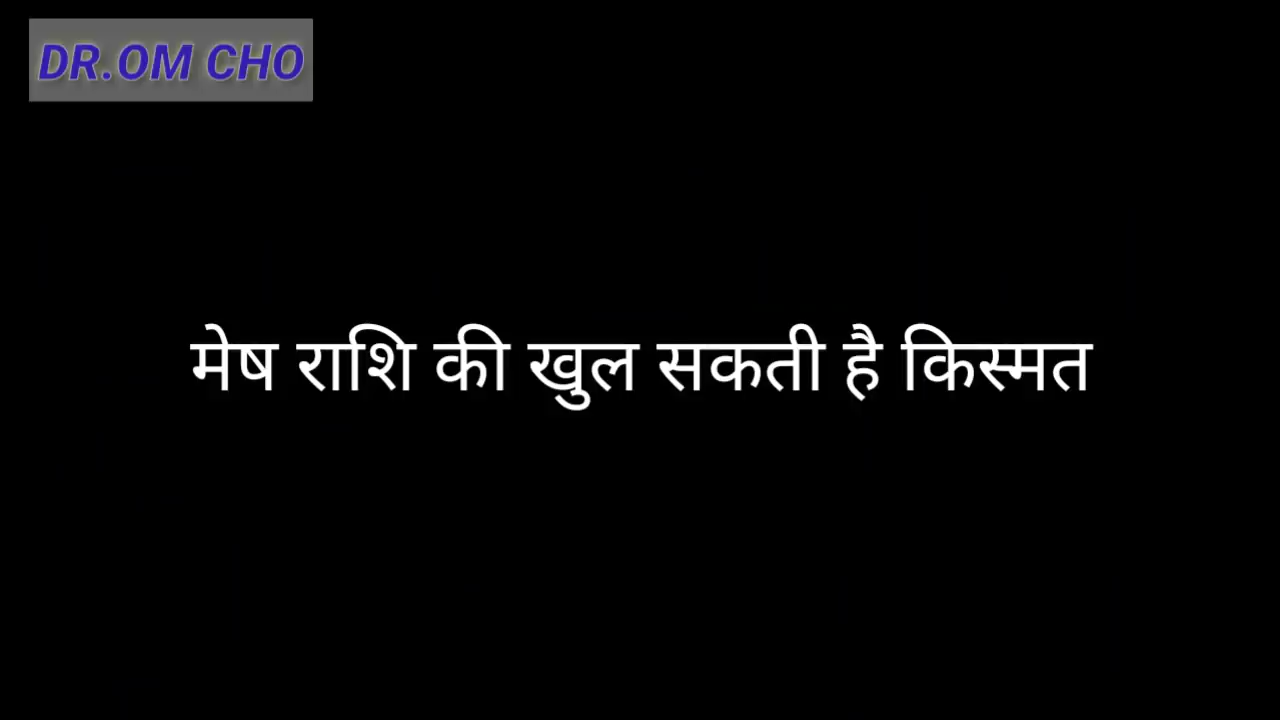 DR.OM CHO
मेष राशि की खुल सकती है किस्मत